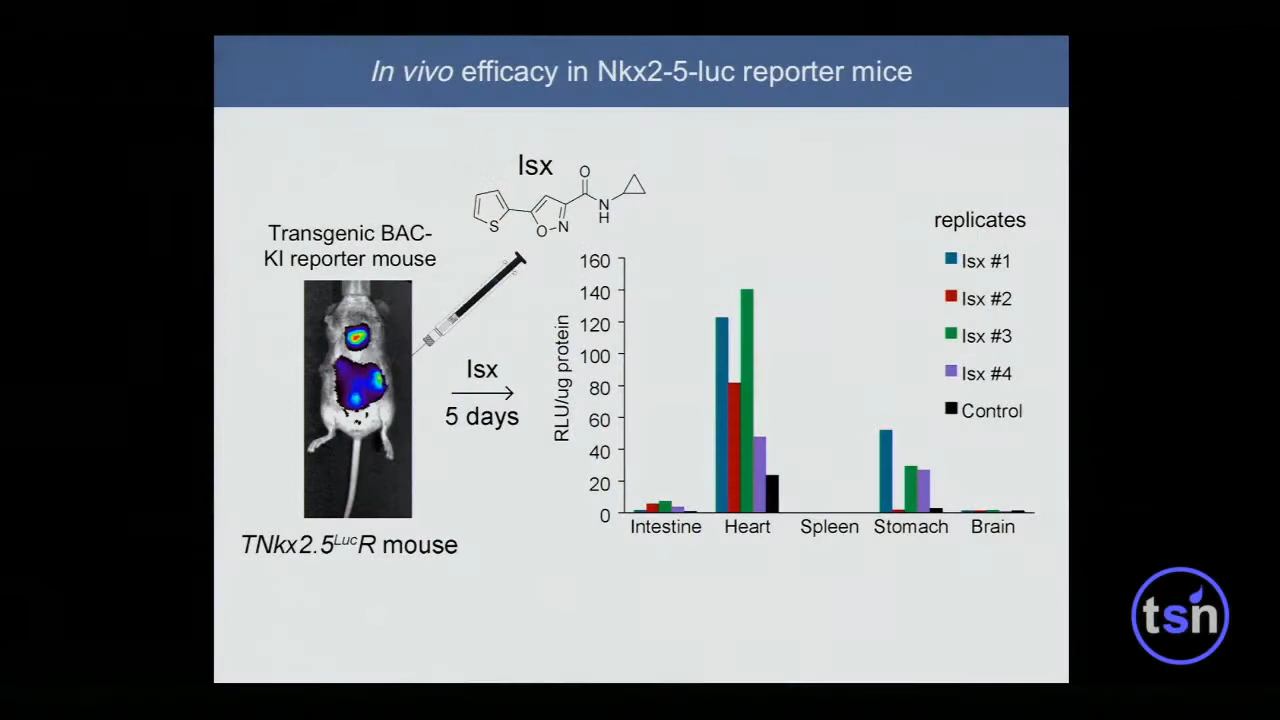 In vivo efficacy in Nkx2-5-luc reporter mice
Isx
O
N
H
S
O
N
Transgenic BAC-
KI reporter mouse
Isx
5 days
TNkx2.5LucR mouse
RLU/ug protein
160
140
120
100
80
60
40
20
0
Intestine
Heart
Spleen
Stomach
Brain
replicates
Isx #1
Isx #2
Isx #3
Isx #4
Control
tsn